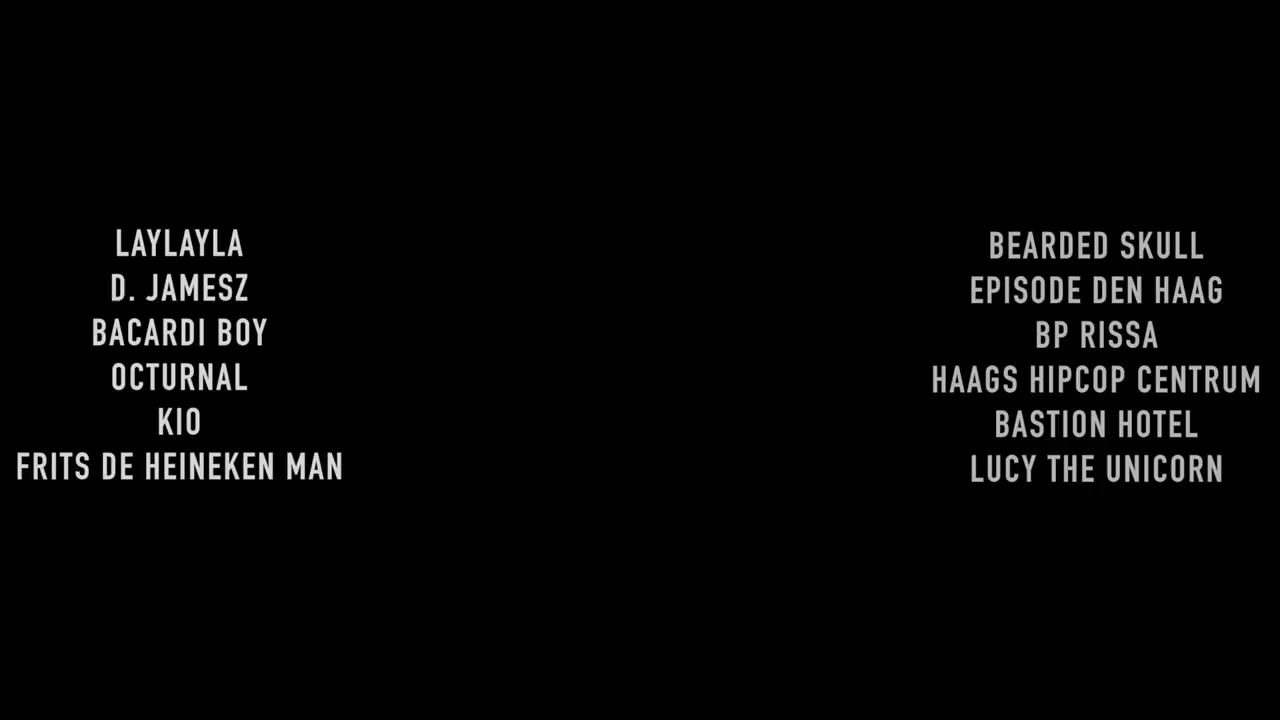 LAYLAYLA
D. JAMESZ
BACARDI BOY
OCTURNAL
KIO
FRITS DE HEINEKEN MAN
BEARDED SKULL
EPISODE DEN HAAG
BP RISSA
HAAGS HIPCOP CENTRUM
BASTION HOTEL
LUCY THE UNICORN